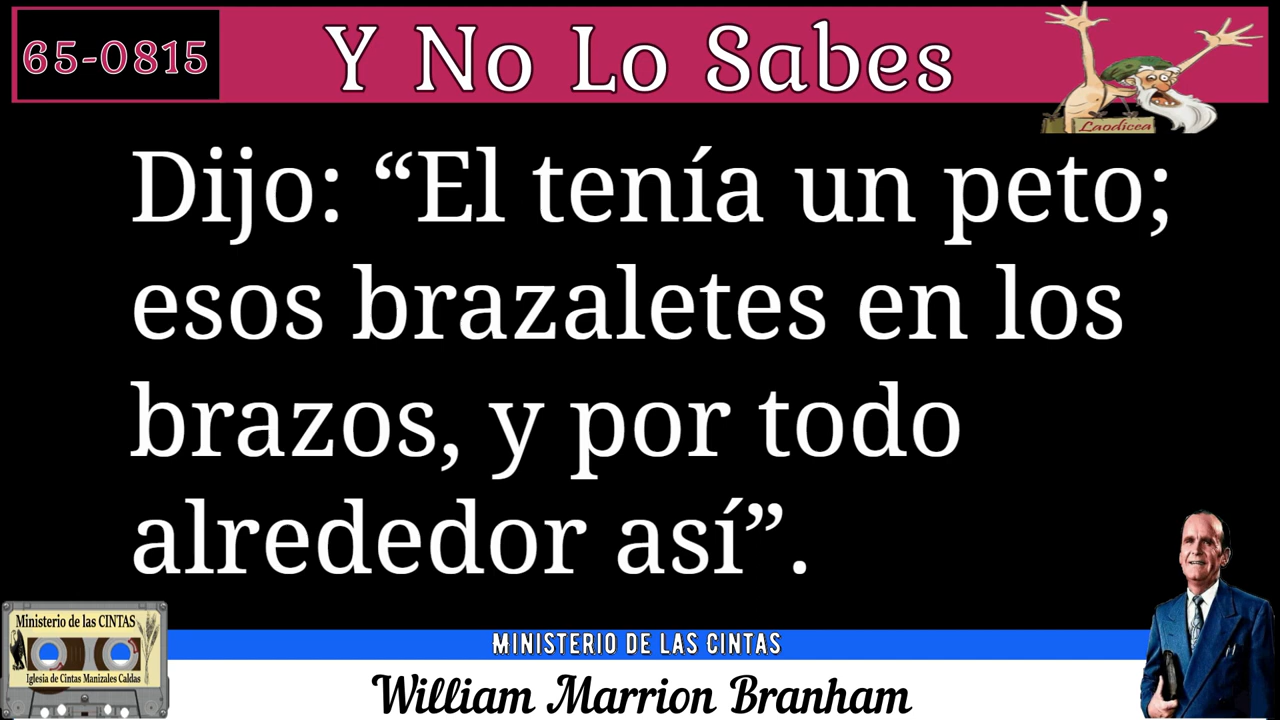 65-0815
Y No Lo Sabes
Laodicea
Dijo: “El tenía un peto;
esos brazaletes en los
brazos, y por todo
alrededor así”.
Ministerio de las CINTAS
Iglesia de Cintas Manizales Caldas
MINISTERIO DE LAS CINTAS
William Marrion Branham